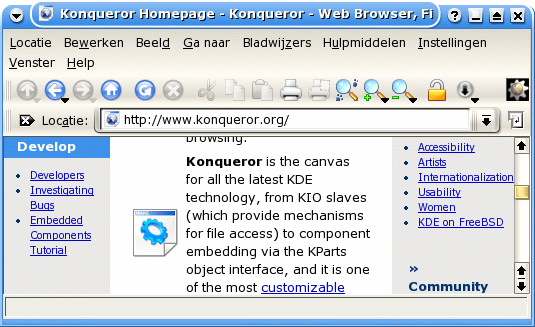 Konqueror Homepage - Konqueror - Web Browser, Fi
Locatie Bewerken Beeld Ga naar Bladwijzers Hulpmiddelen Instellingen
Venster Help
Locatie: http://www.konqueror.org/
Develop
Developers
Investigating
Bugs
Embedded
Components
Tutorial
browsing.
Konqueror is the canvas
for all the latest KDE
technology, from KIO slaves
(which provide mechanisms
for file access) to component
embedding via the KParts
object interface, and it is one
of the most customizable
Accessibility
Artists
Internationalization
Usability
Women
KDE on FreeBSD
»
Community